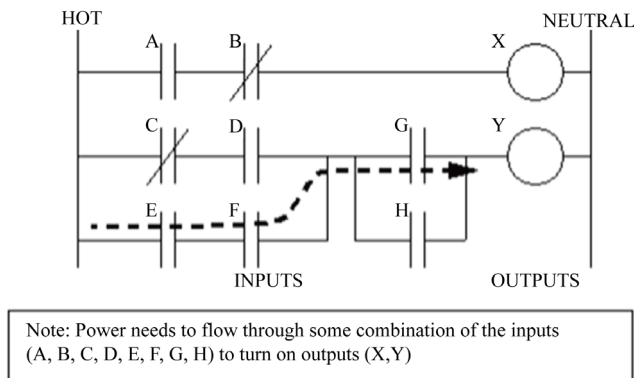 HOT
NEUTRAL
A
B
X
C
D
G
Y
E
F
H
INPUTS
OUTPUTS
Note: Power needs to flow through some combination of the inputs
(A, B, C, D, E, F, G, H) to turn on outputs (X,Y)